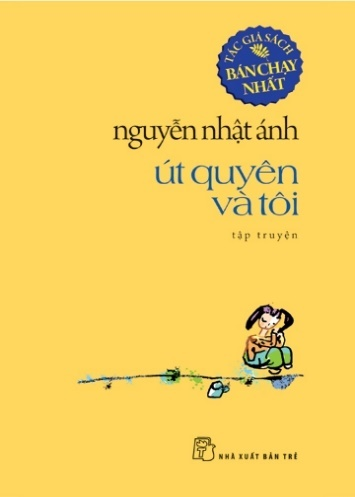 TÁC GIẢ SÁCH
BÁN CHẠY
NHẤT
nguyễn nhật ánh
út quyên
và tôi
tập truyện
NHÀ XUẤT BẢN TRẺ